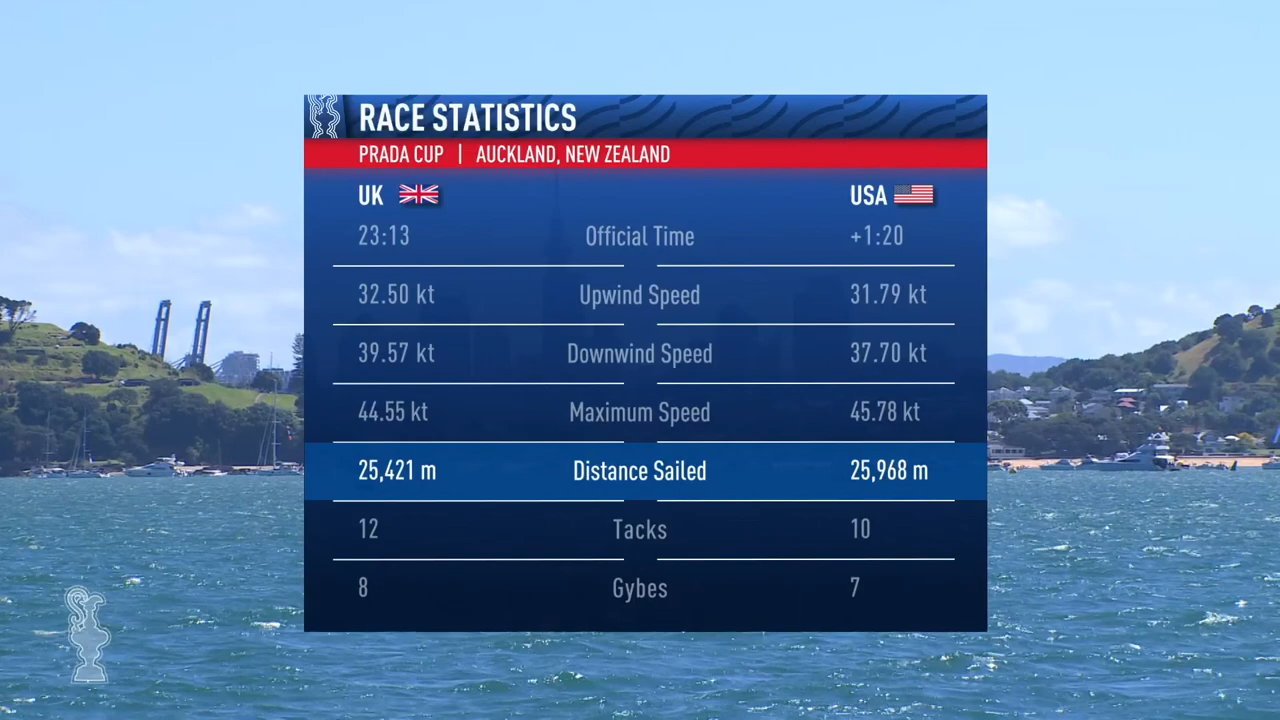 RACE STATISTICS
PRADA CUP | AUCKLAND, NEW ZEALAND
UK USA
23:13 Official Time +1:20
32.50 kt Upwind Speed 31.79 kt
39.57 kt Downwind Speed 37.70 kt
44.55 kt Maximum Speed 45.78 kt
25,421 m Distance Sailed 25,968 m
12 Tacks 10
8 Gybes 7